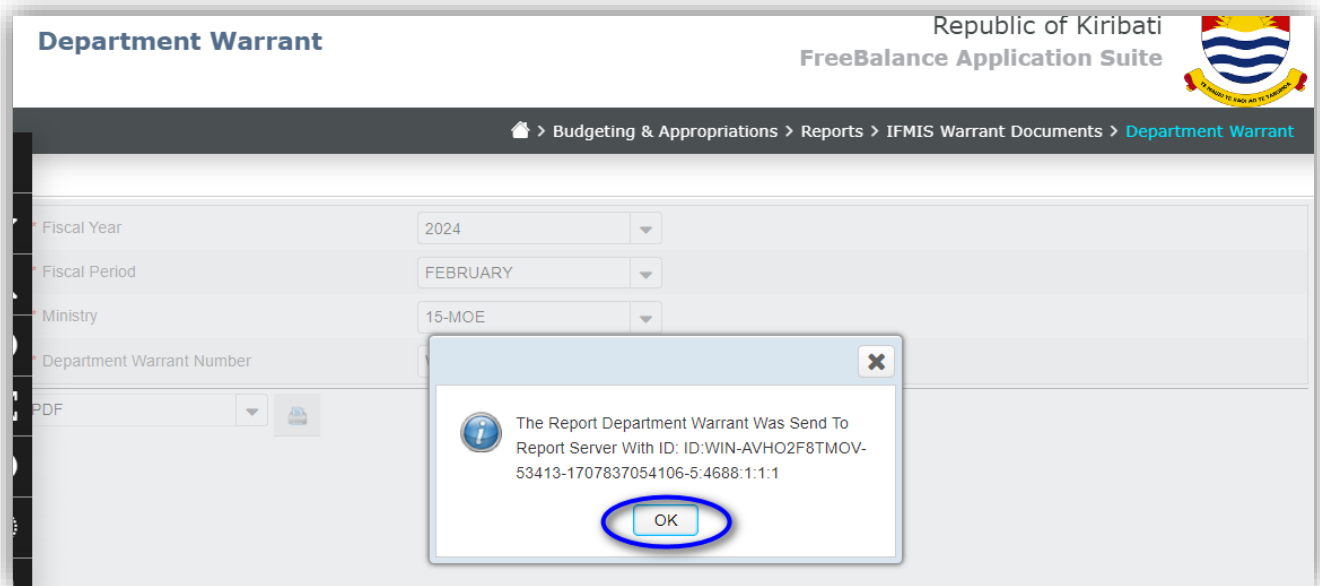 Department Warrant
Republic of Kiribati
FreeBalance Application Suite
> Budgeting & Appropriations > Reports > IFMIS Warrant Documents > Department Warrant
* Fiscal Year
2024
* Fiscal Period
FEBRUARY
* Ministry
15-MOE
* Department Warrant Number
PDF
The Report Department Warrant Was Send To
Report Server With ID: ID:WIN-AVHO2F8TMOV-
53413-1707837054106-5:4688:1:1:1
OK